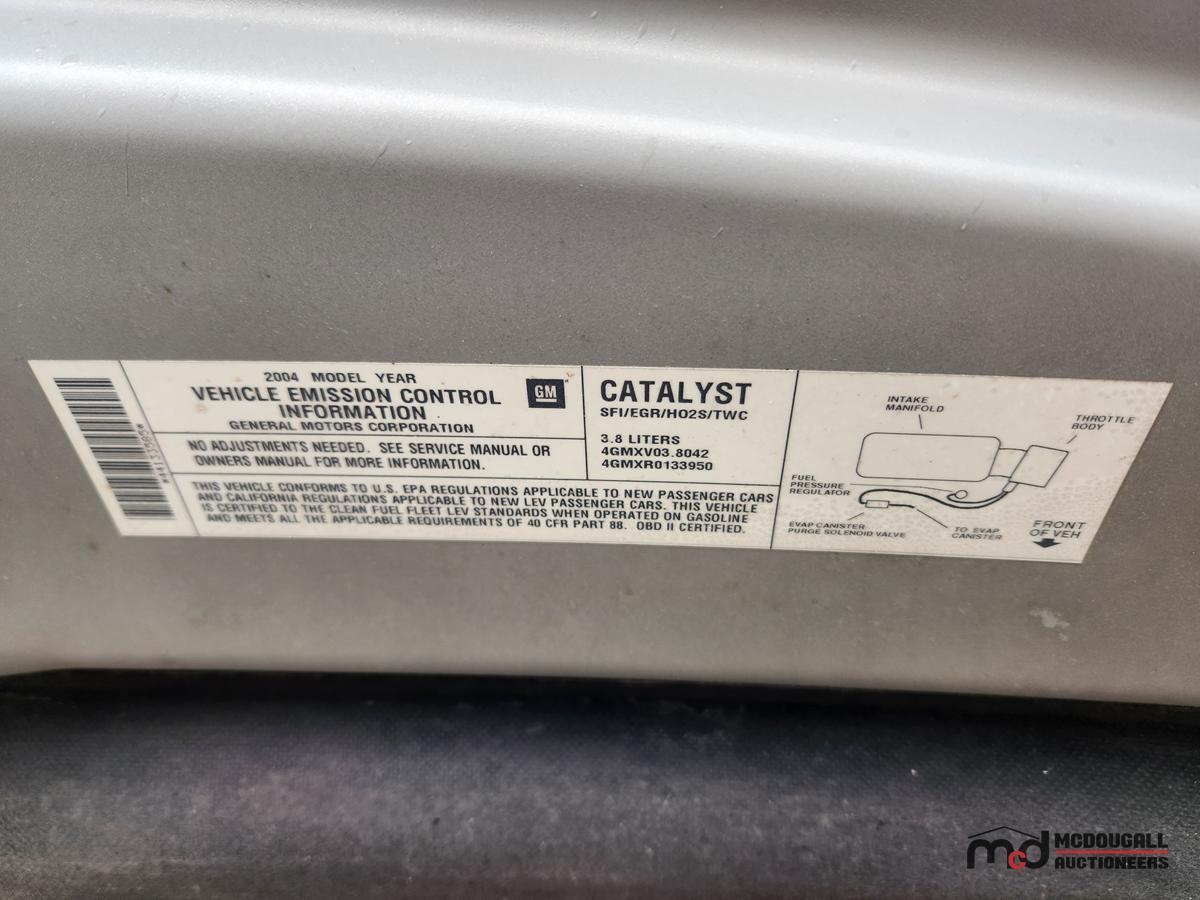 2004 MODEL YEAR
VEHICLE EMISSION CONTROL
INFORMATION
GENERAL MOTORS CORPORATION
GM
NO ADJUSTMENTS NEEDED. SEE SERVICE MANUAL OR
OWNERS MANUAL FOR MORE INFORMATION.
CATALYST
SFI/EGR/HO2S/TWC
3.8 LITERS
4GMXV03.8042
4GMXR0133950
THIS VEHICLE CONFORMS TO U.S. EPA REGULATIONS APPLICABLE TO NEW PASSENGER CARS
AND CALIFORNIA REGULATIONS APPLICABLE TO NEW LEV PASSENGER CARS. THIS VEHICLE
IS CERTIFIED TO THE CLEAN FUEL FLEET LEV STANDARDS WHEN OPERATED ON GASOLINE
AND MEETS ALL THE APPLICABLE REQUIREMENTS OF 40 CFR PART 88. OBD II CERTIFIED.
INTAKE
MANIFOLD
THROTTLE
BODY
FUEL
PRESSURE
REGULATOR
EVAP CANISTER
PURGE SOLENOID VALVE
TO EVAP
CANISTER
FRONT
OF VEH
mcd
MCDOUGALL
AUCTIONEERS